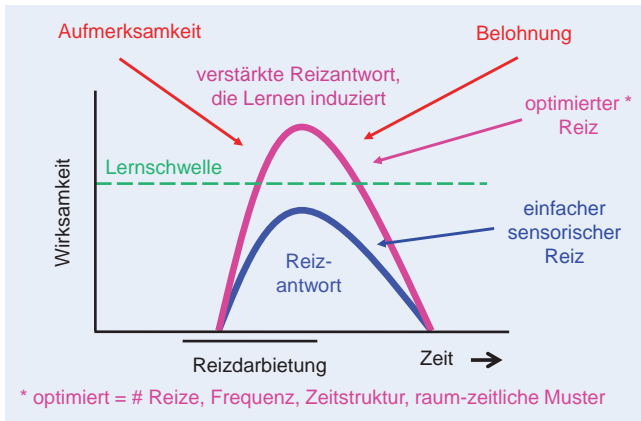 Aufmerksamkeit
Belohnung
verstärkte Reizantwort,
die Lernen induziert
optimierter *
Reiz
Lernschwelle
Wirksamkeit
einfacher
sensorischer
Reiz
Reiz-
antwort
Reizdarbietung
Zeit
* optimiert = # Reize, Frequenz, Zeitstruktur, raum-zeitliche Muster